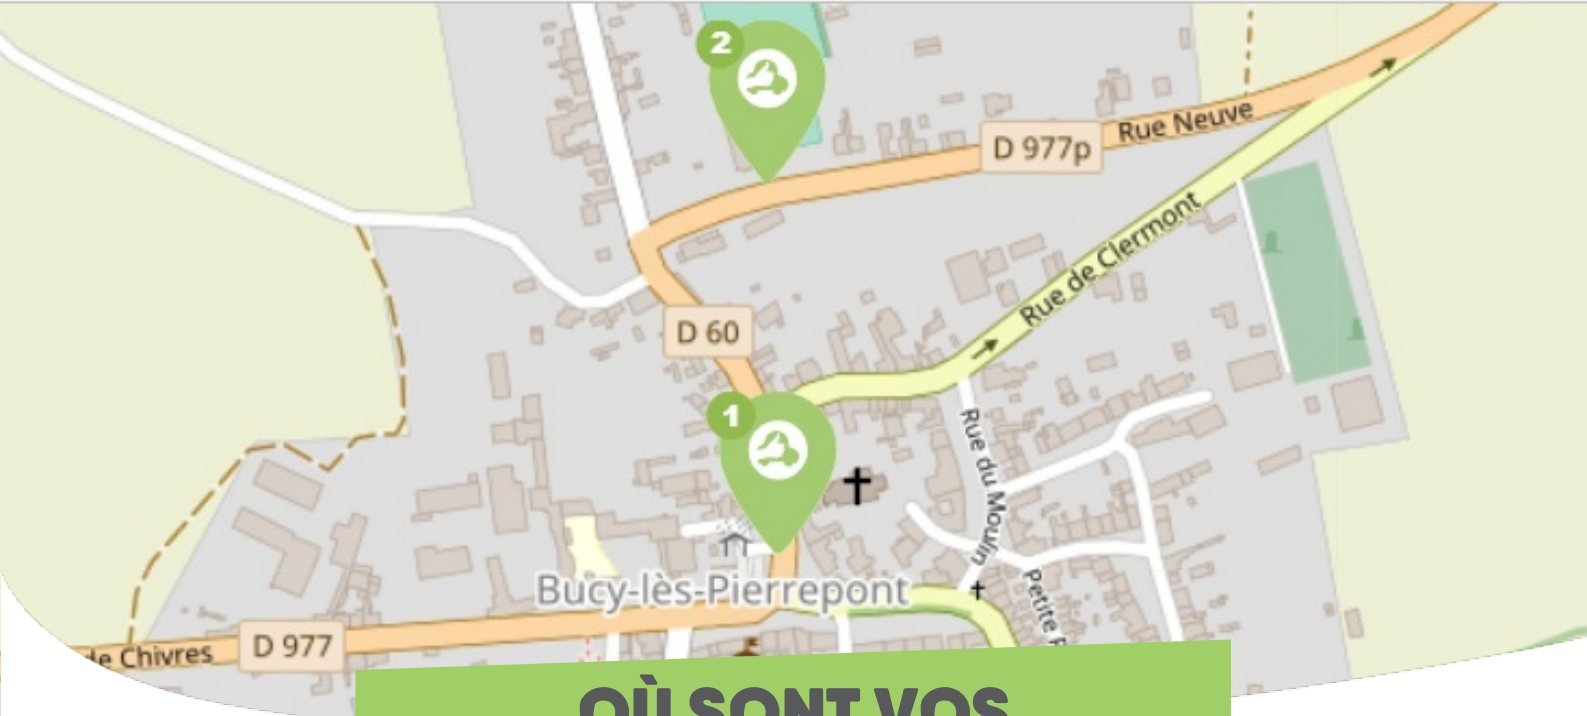 2
D 977p
Rue Neuve
Rue de Clermont
D 60
1
Rue du Moulin
Bucy-lès-Pierrepont
Petite
de Chivres
D 977
OÙ SONT VOS